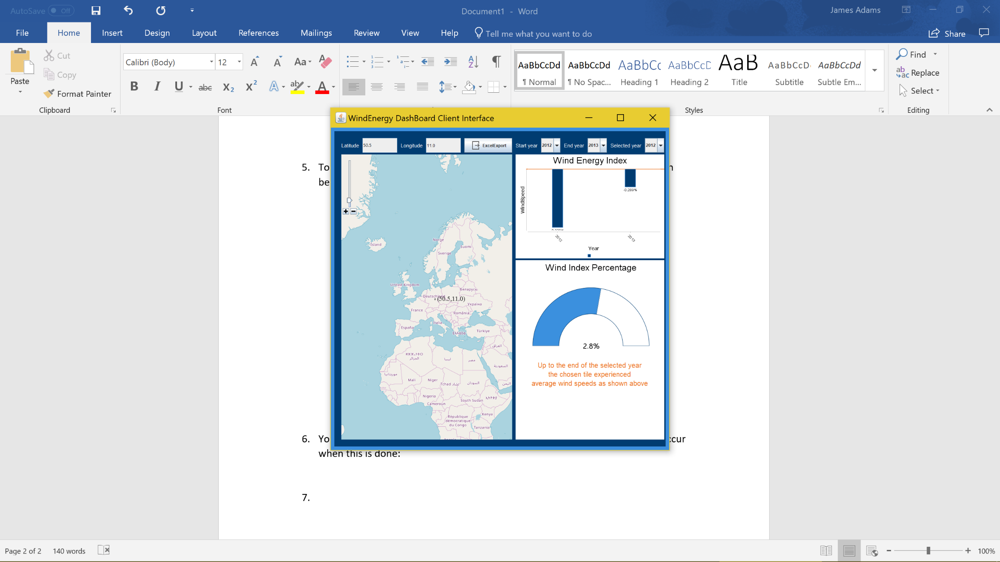 AutoSave Off
Document1 - Word
James Adams
File Home Insert Design Layout References Mailings Review View Help Tell me what you want to do
Share
Paste
Cut
Copy
Format Painter
Clipboard
Calibri (Body) 12
Font
AaBbCcDd AaBbCcDd AaBbCc AaBbCcD AaB AaBbCcD AaBbCcDd
¶ Normal ¶ No Spac... Heading 1 Heading 2 Title Subtitle Subtle Em...
Styles
Find
Replace
Select
Editing
WindEnergy DashBoard Client Interface
Latitude 50.5 Longitude 11.0 ExcelExport Start year 2012 End year 2013 Selected year 2012
Ísland
Norge
Suomi
Sverige
United Kingdom
Беларусь
Deutschland
(50.5,11.0)
Україна
France
România
Italia
España
Ελλάδα
Türkiye
العراق
ⵍⵣⵣⴰⵢⴻⵔ
الجزائر
ليبيا
مصر
السعودية
موريتانيا
Mali
Niger
Tchad تشاد
السودان
اليمن
Nigeria
South Sudan
ኢትዮጵያ
Cameroun
Kenya
République
démocratique
du Congo
Tanzania
Angola
Wind Energy Index
WindSpeed
-0.289%
2012
2013
Year
Wind Index Percentage
2.8%
Up to the end of the selected year
the chosen tile experienced
average wind speeds as shown above
5. To
be
6. Yo
ccur
when this is done:
7.
Page 2 of 2 140 words
100%